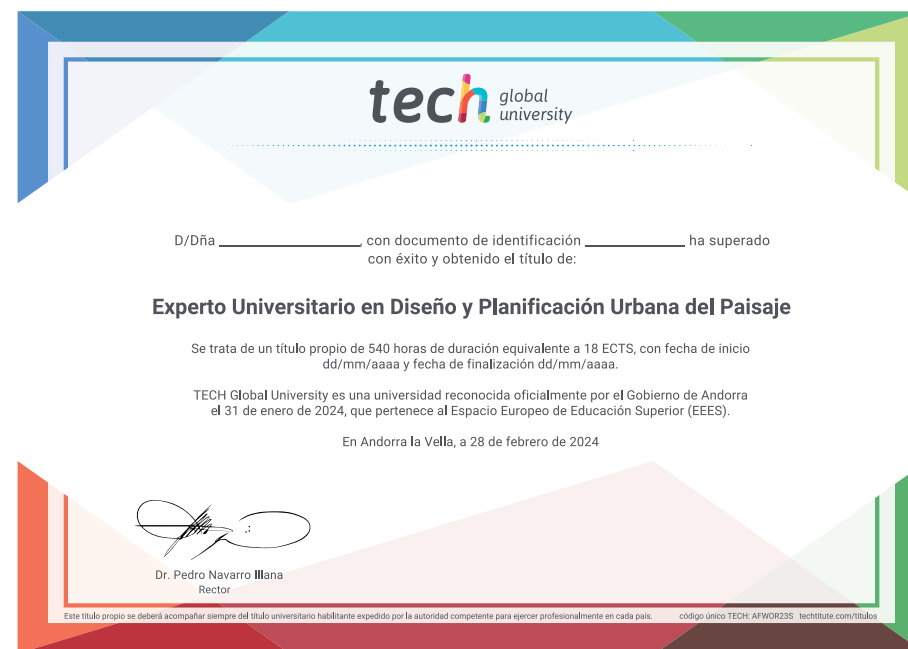 tech global university
D/Dña ____________________, con documento de identificación ______________ ha superado
con éxito y obtenido el título de:
Experto Universitario en Diseño y Planificación Urbana del Paisaje
Se trata de un título propio de 540 horas de duración equivalente a 18 ECTS, con fecha de inicio
dd/mm/aaaa y fecha de finalización dd/mm/aaaa.
TECH Global University es una universidad reconocida oficialmente por el Gobierno de Andorra
el 31 de enero de 2024, que pertenece al Espacio Europeo de Educación Superior (EEES).
En Andorra la Vella, a 28 de febrero de 2024
Dr. Pedro Navarro Illana
Rector
Este título propio se deberá acompañar siempre del título universitario habilitante expedido por la autoridad competente para ejercer profesionalmente en cada país. código único TECH: AFWOR23S techtitute.com/titulos